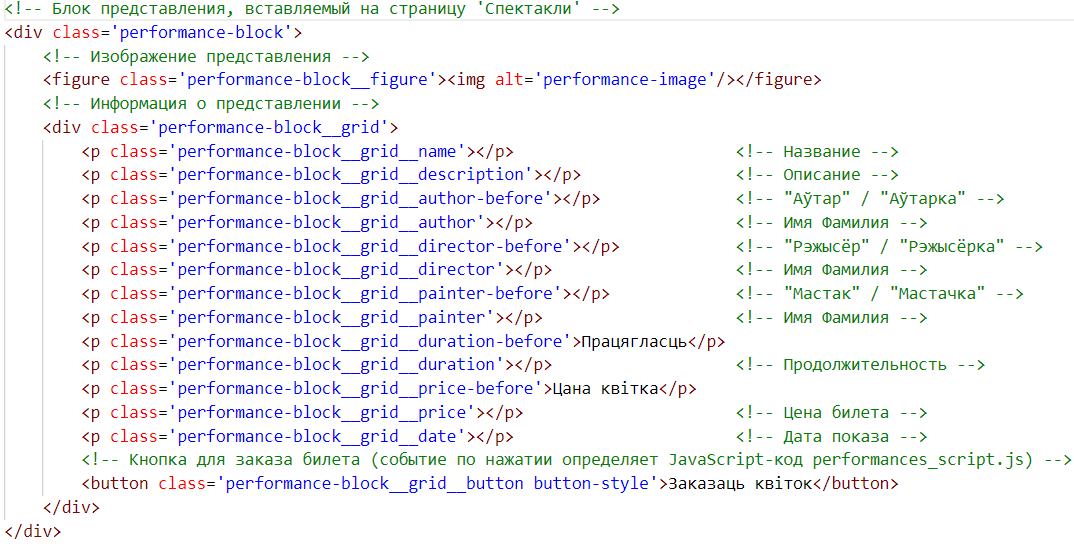 <!-- Блок представления, вставляемый на страницу 'Спектакли' -->
<div class='performance-block'>
<!-- Изображение представления -->
<figure class='performance-block__figure'><img alt='performance-image'/></figure>
<!-- Информация о представлении -->
<div class='performance-block__grid'>
<p class='performance-block__grid__name'></p> <!-- Название -->
<p class='performance-block__grid__description'></p> <!-- Описание -->
<p class='performance-block__grid__author-before'></p> <!-- "Аўтар" / "Аўтарка" -->
<p class='performance-block__grid__author'></p> <!-- Имя Фамилия -->
<p class='performance-block__grid__director-before'></p> <!-- "Рэжысёр" / "Рэжысёрка" -->
<p class='performance-block__grid__director'></p> <!-- Имя Фамилия -->
<p class='performance-block__grid__painter-before'></p> <!-- "Мастак" / "Мастачка" -->
<p class='performance-block__grid__painter'></p> <!-- Имя Фамилия -->
<p class='performance-block__grid__duration-before'>Працягласць</p>
<p class='performance-block__grid__duration'></p> <!-- Продолжительность -->
<p class='performance-block__grid__price-before'>Цана квітка</p>
<p class='performance-block__grid__price'></p> <!-- Цена билета -->
<p class='performance-block__grid__date'></p> <!-- Дата показа -->
<!-- Кнопка для заказа билета (событие по нажатии определяет JavaScript-код performances_script.js) -->
<button class='performance-block__grid__button button-style'>Заказаць квіток</button>
</div>
</div>